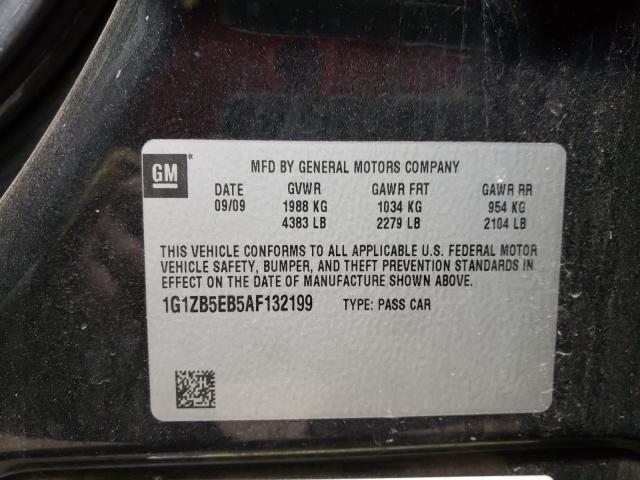 GM ®
MFD BY GENERAL MOTORS COMPANY
DATE GVWR GAWR FRT GAWR RR
09/09 1988 KG 1034 KG 954 KG
4383 LB 2279 LB 2104 LB
THIS VEHICLE CONFORMS TO ALL APPLICABLE U.S. FEDERAL MOTOR
VEHICLE SAFETY, BUMPER, AND THEFT PREVENTION STANDARDS IN
EFFECT ON THE DATE OF MANUFACTURE SHOWN ABOVE.
1G1ZB5EB5AF132199 TYPE: PASS CAR